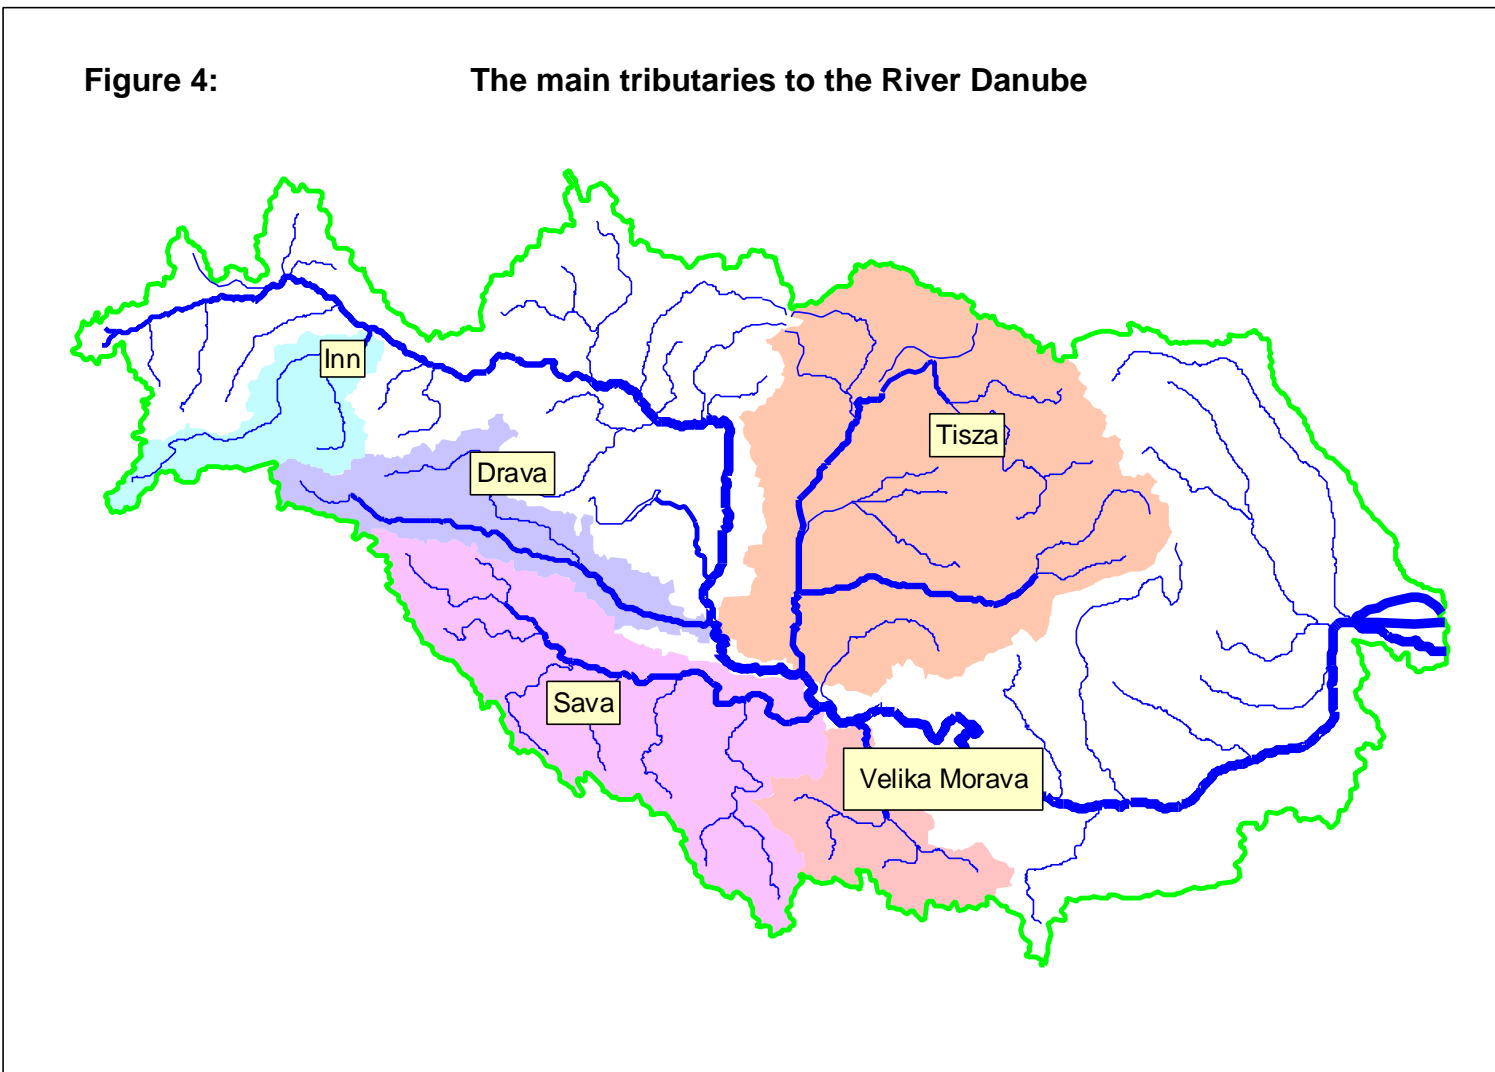 Figure 4: The main tributaries to the River Danube
Inn
Tisza
Drava
Sava
Velika Morava